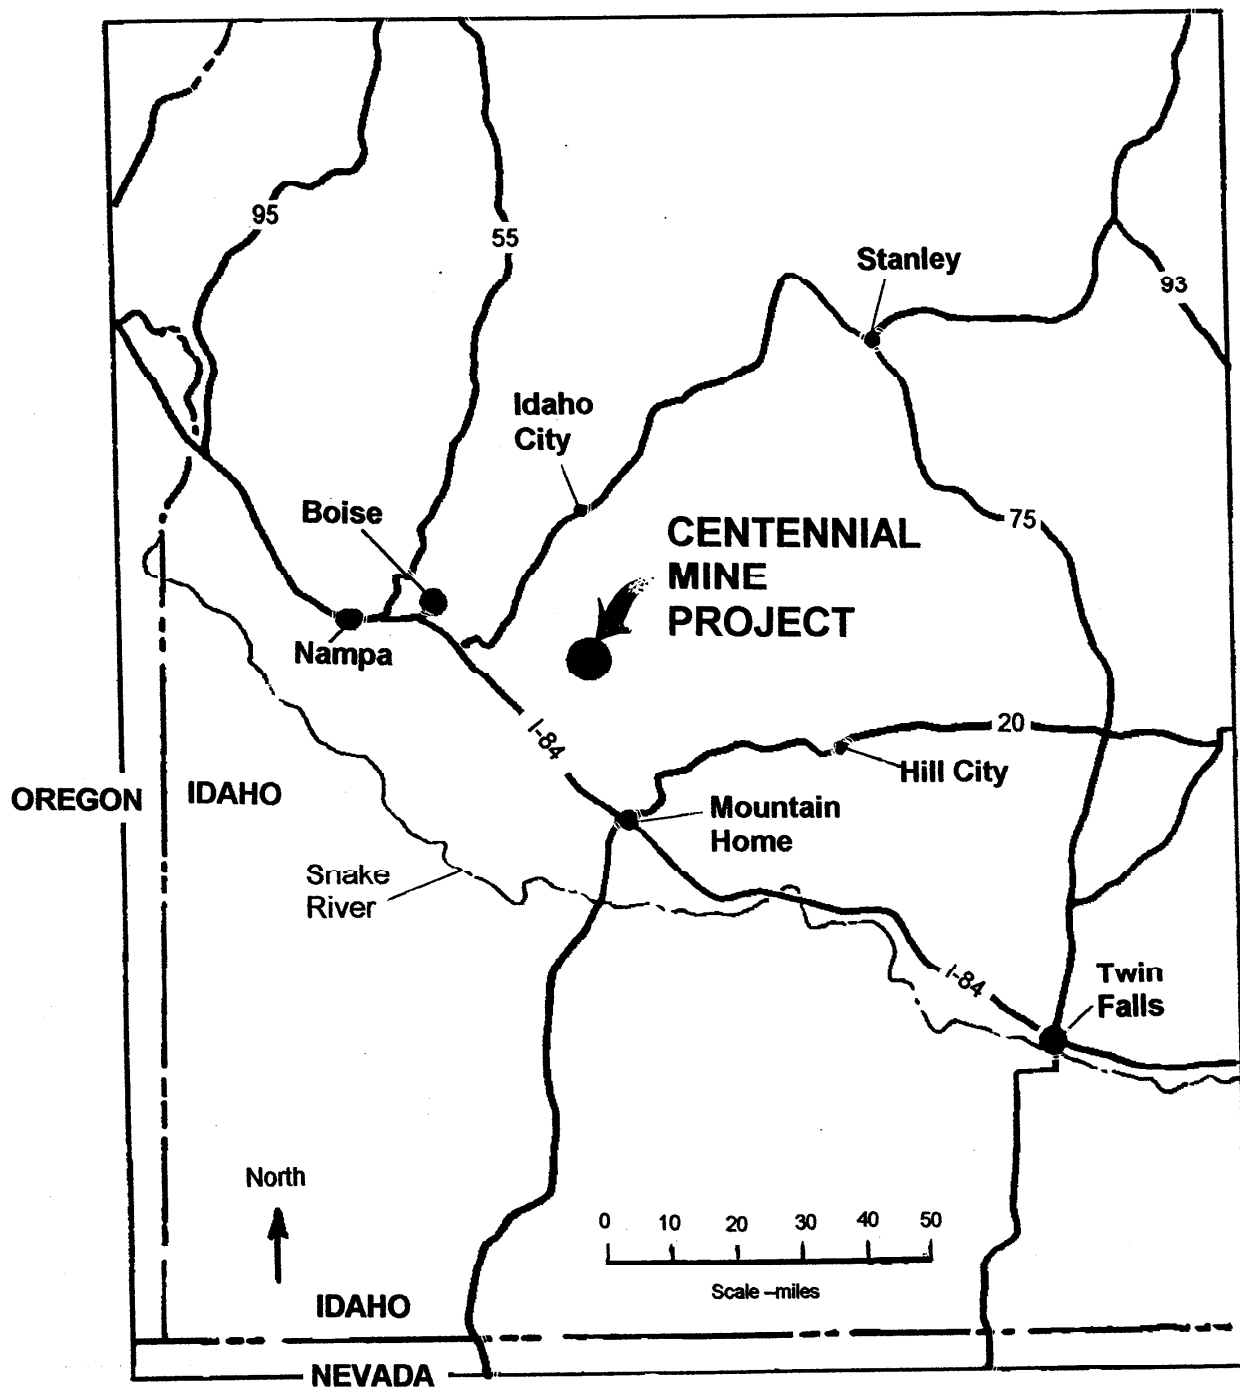 95
55
Stanley
93
Idaho
City
Boise
CENTENNIAL
MINE
PROJECT
75
Nampa
I-84
20
Hill City
OREGON
IDAHO
Mountain
Home
Snake
River
I-84
Twin
Falls
North
0 10 20 30 40 50
Scale –miles
IDAHO
NEVADA